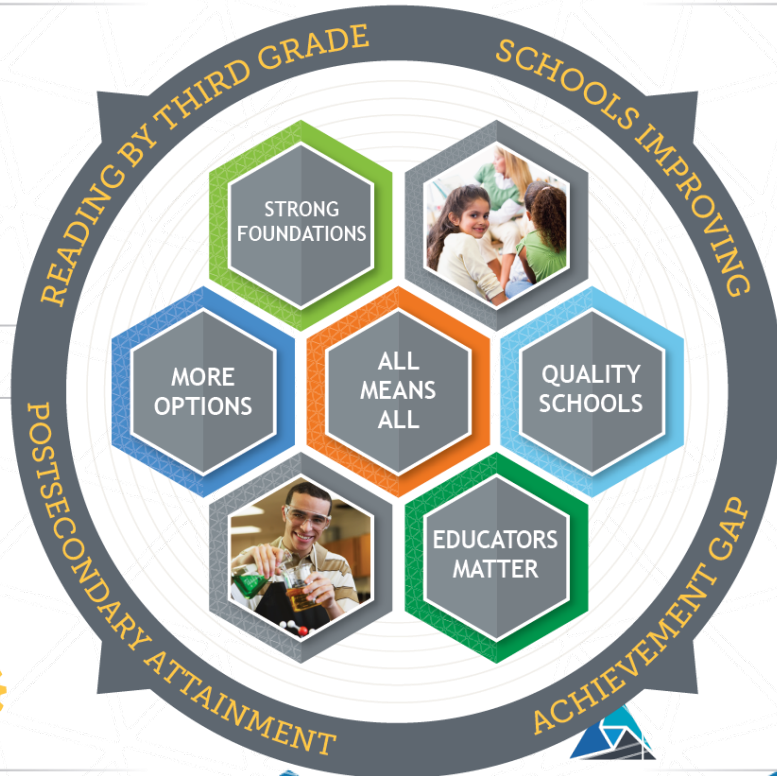 READING BY THIRD GRADE
SCHOOLS IMPROVING
STRONG
FOUNDATIONS
MORE
OPTIONS
ALL
MEANS
ALL
QUALITY
SCHOOLS
EDUCATORS
MATTER
POSTSECONDARY ATTAINMENT
ACHIEVEMENT GAP